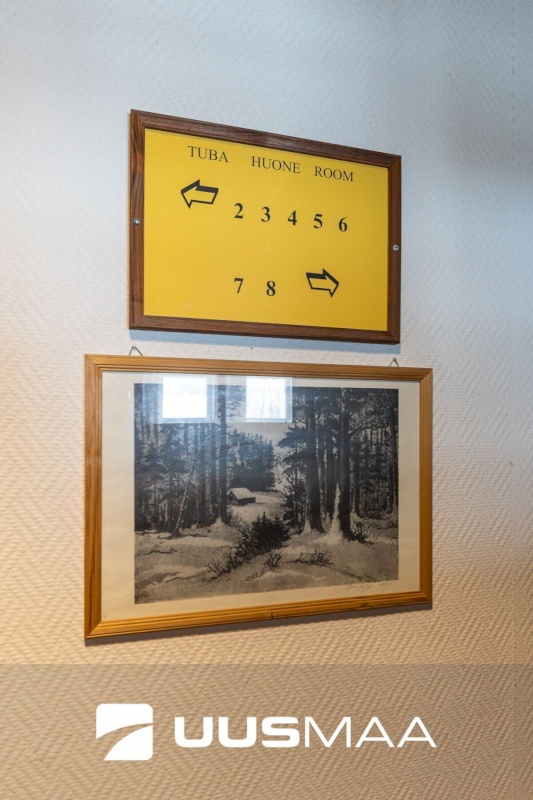 TUBA HUONE ROOM
2 3 4 5 6
7 8
UUSMAA